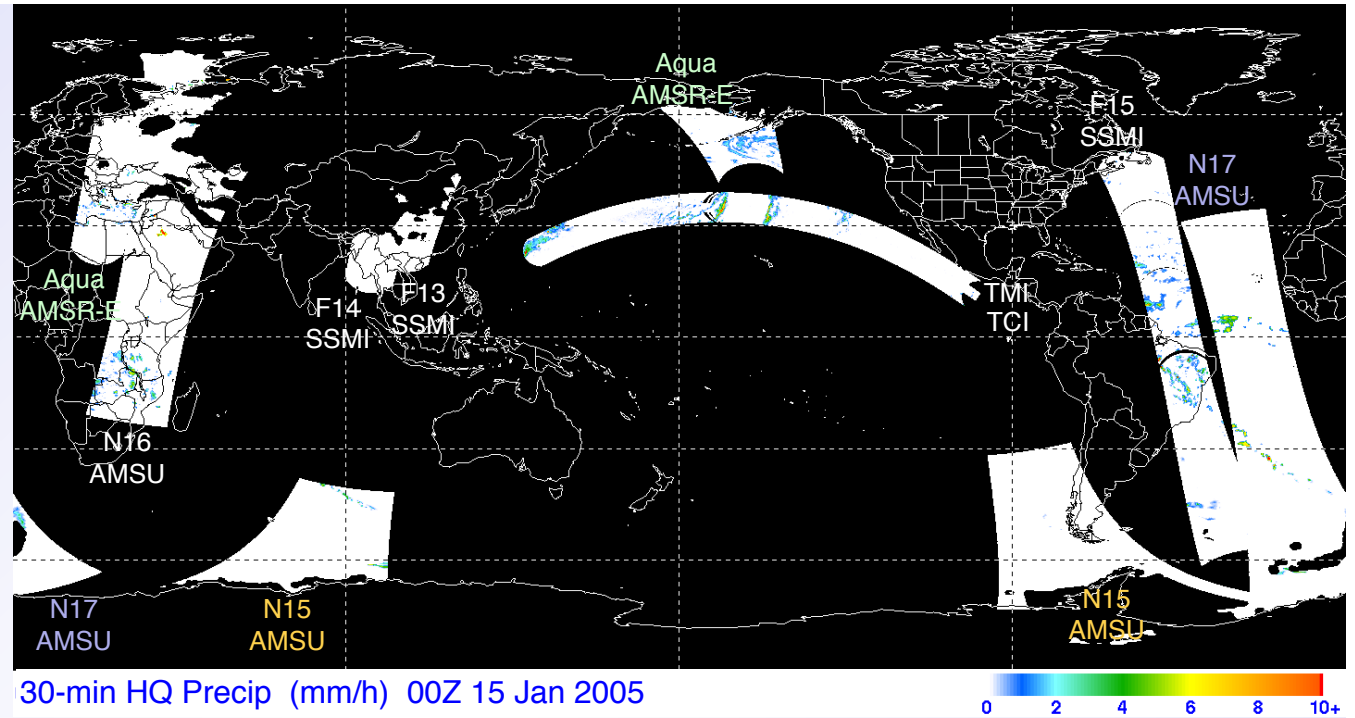 Aqua
AMSR-E
F15
SSMI
N17
AMSU
Aqua
AMSR-E
F14
SSMI
F13
SSMI
TMI
TCI
N16
AMSU
N17
AMSU
N15
AMSU
N15
AMSU
30-min HQ Precip (mm/h) 00Z 15 Jan 2005
0 2 4 6 8 10+